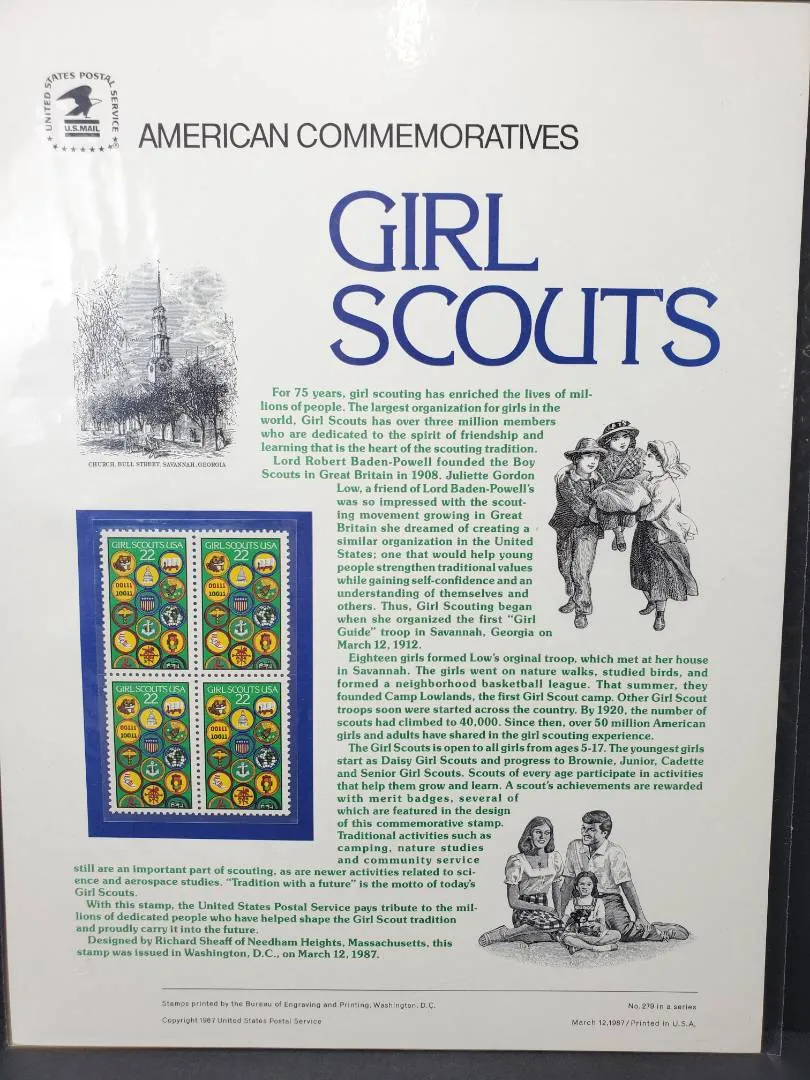 UNITED STATES POSTAL SERVICE
U.S.MAIL
AMERICAN COMMEMORATIVES
GIRL
SCOUTS
CHURCH, BULL STREET, SAVANNAH, GEORGIA
For 75 years, girl scouting has enriched the lives of mil-
lions of people. The largest organization for girls in the
world, Girl Scouts has over three million members
who are dedicated to the spirit of friendship and
learning that is the heart of the scouting tradition.
Lord Robert Baden-Powell founded the Boy
Scouts in Great Britain in 1908. Juliette Gordon
Low, a friend of Lord Baden-Powell's
was so impressed with the scout-
ing movement growing in Great
Britain she dreamed of creating a
similar organization in the United
States; one that would help young
people strengthen traditional values
while gaining self-confidence and an
understanding of themselves and
others. Thus, Girl Scouting began
when she organized the first "Girl
Guide" troop in Savannah, Georgia on
March 12, 1912.
Eighteen girls formed Low's orginal troop, which met at her house
in Savannah. The girls went on nature walks, studied birds, and
formed a neighborhood basketball league. That summer, they
founded Camp Lowlands, the first Girl Scout camp. Other Girl Scout
troops soon were started across the country. By 1920, the number of
scouts had climbed to 40,000. Since then, over 50 million American
girls and adults have shared in the girl scouting experience.
The Girl Scouts is open to all girls from ages 5-17. The youngest girls
start as Daisy Girl Scouts and progress to Brownie, Junior, Cadette
and Senior Girl Scouts. Scouts of every age participate in activities
that help them grow and learn. A scout's achievements are rewarded
with merit badges, several of
which are featured in the design
of this commemorative stamp.
Traditional activities such as
camping, nature studies
and community service
still are an important part of scouting, as are newer activities related to sci-
ence and aerospace studies. "Tradition with a future" is the motto of today's
Girl Scouts.
With this stamp, the United States Postal Service pays tribute to the mil-
lions of dedicated people who have helped shape the Girl Scout tradition
and proudly carry it into the future.
Designed by Richard Sheaff of Needham Heights, Massachusetts, this
stamp was issued in Washington, D.C., on March 12, 1987.
GIRL SCOUTS USA
22
00111
10011
GIRL SCOUTS USA
22
00111
10011
GIRL SCOUTS USA
22
00111
10011
GIRL SCOUTS USA
22
00111
10011
Stamps printed by the Bureau of Engraving and Printing, Washington, D.C.
No. 279 in a series
Copyright 1987 United States Postal Service
March 12, 1987/Printed in U.S.A.